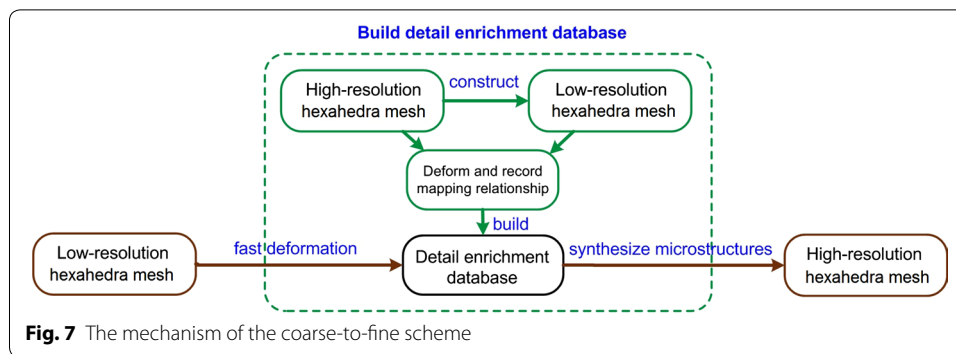 Build detail enrichment database
High-resolution
hexahedra mesh
construct
Low-resolution
hexahedra mesh
Deform and record
mapping relationship
build
Low-resolution
hexahedra mesh
fast deformation
Detail enrichment
database
synthesize microstructures
High-resolution
hexahedra mesh
Fig. 7 The mechanism of the coarse-to-fine scheme